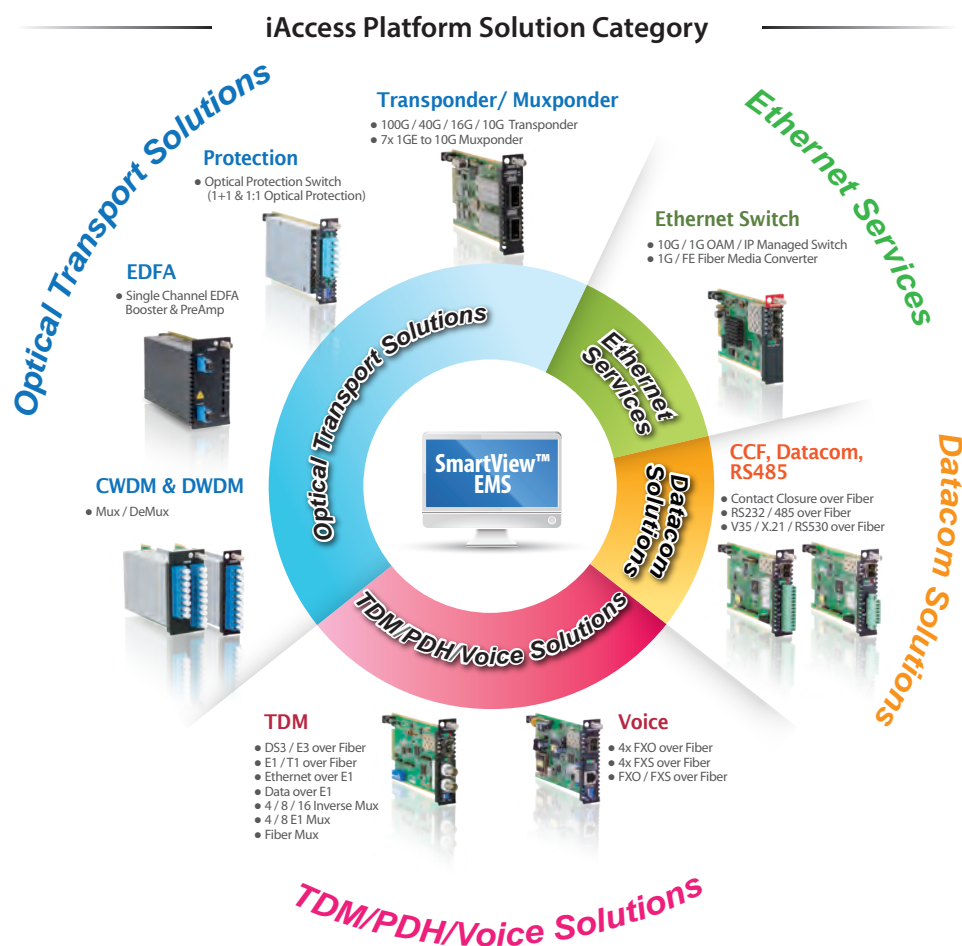 iAccess Platform Solution Category
Optical Transport Solutions
Transponder/ Muxponder
● 100G / 40G / 16G / 10G Transponder
● 7x 1GE to 10G Muxponder
Protection
● Optical Protection Switch
(1+1 & 1:1 Optical Protection)
EDFA
● Single Channel EDFA
Booster & PreAmp
CWDM & DWDM
● Mux / DeMux
Ethernet Services
Ethernet Switch
● 10G / 1G OAM / IP Managed Switch
● 1G / FE Fiber Media Converter
Optical Transport Solutions
Ethernet
Services
Datacom
Solutions
TDM/PDH/Voice Solutions
SmartView™
EMS
Datacom Solutions
CCF, Datacom,
RS485
● Contact Closure over Fiber
● RS232 / 485 over Fiber
● V35 / X.21 / RS530 over Fiber
TDM
● DS3 / E3 over Fiber
● E1 / T1 over Fiber
● Ethernet over E1
● Data over E1
● 4 / 8 / 16 Inverse Mux
● 4 / 8 E1 Mux
● Fiber Mux
Voice
● 4x FXO over Fiber
● 4x FXS over Fiber
● FXO / FXS over Fiber
TDM/PDH/Voice Solutions